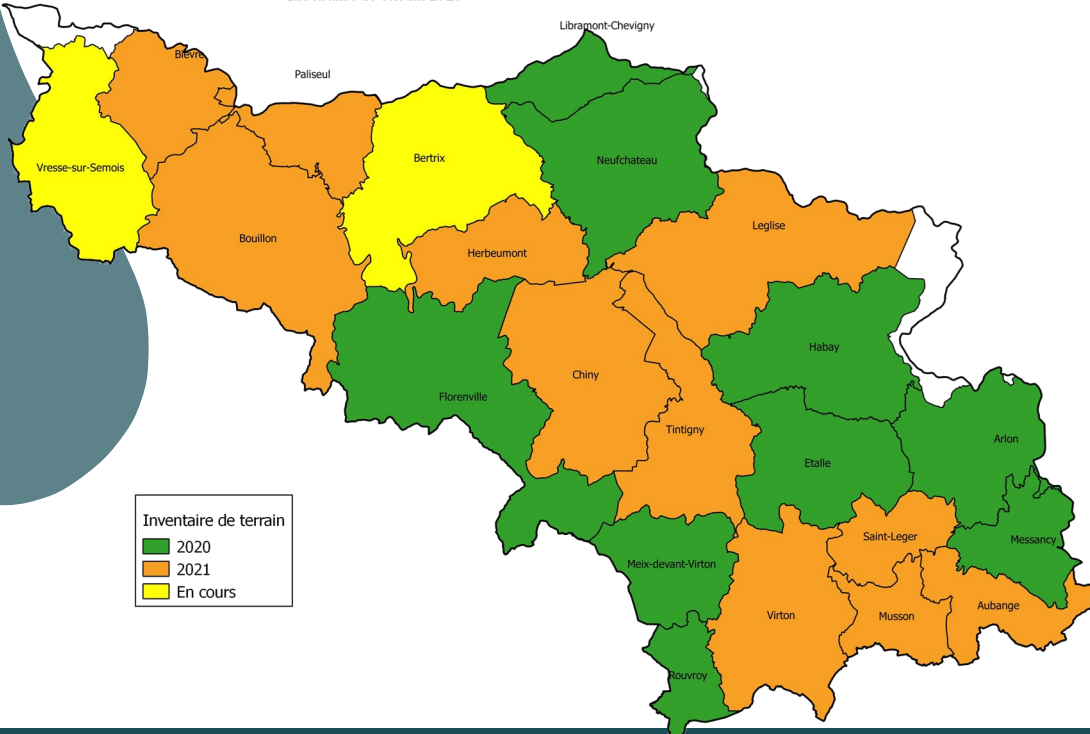 Libramont-Chevigny
Bièvre
Paliseul
Bertrix
Neufchateau
Vresse-sur-Semois
Leglise
Bouillon
Herbeumont
Habay
Chiny
Florenville
Tintigny
Arlon
Etalle
Inventaire de terrain
2020
2021
En cours
Saint-Leger
Messancy
Meix-devant-Virton
Aubange
Virton
Musson
Rouvroy